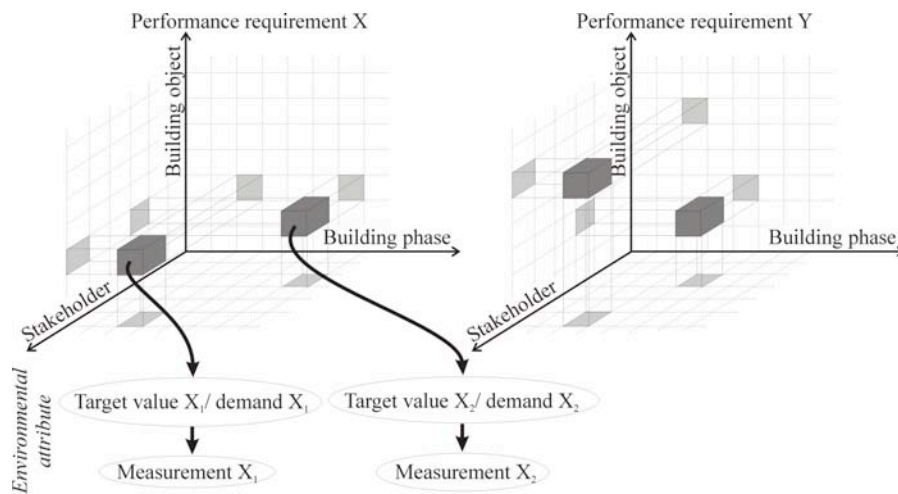 Performance requirement X
Performance requirement Y
Building object
Building object
Building phase
Building phase
Stakeholder
Stakeholder
Environmental
attribute
Target value X₁/ demand X₁
Target value X₂/ demand X₂
Measurement X₁
Measurement X₂